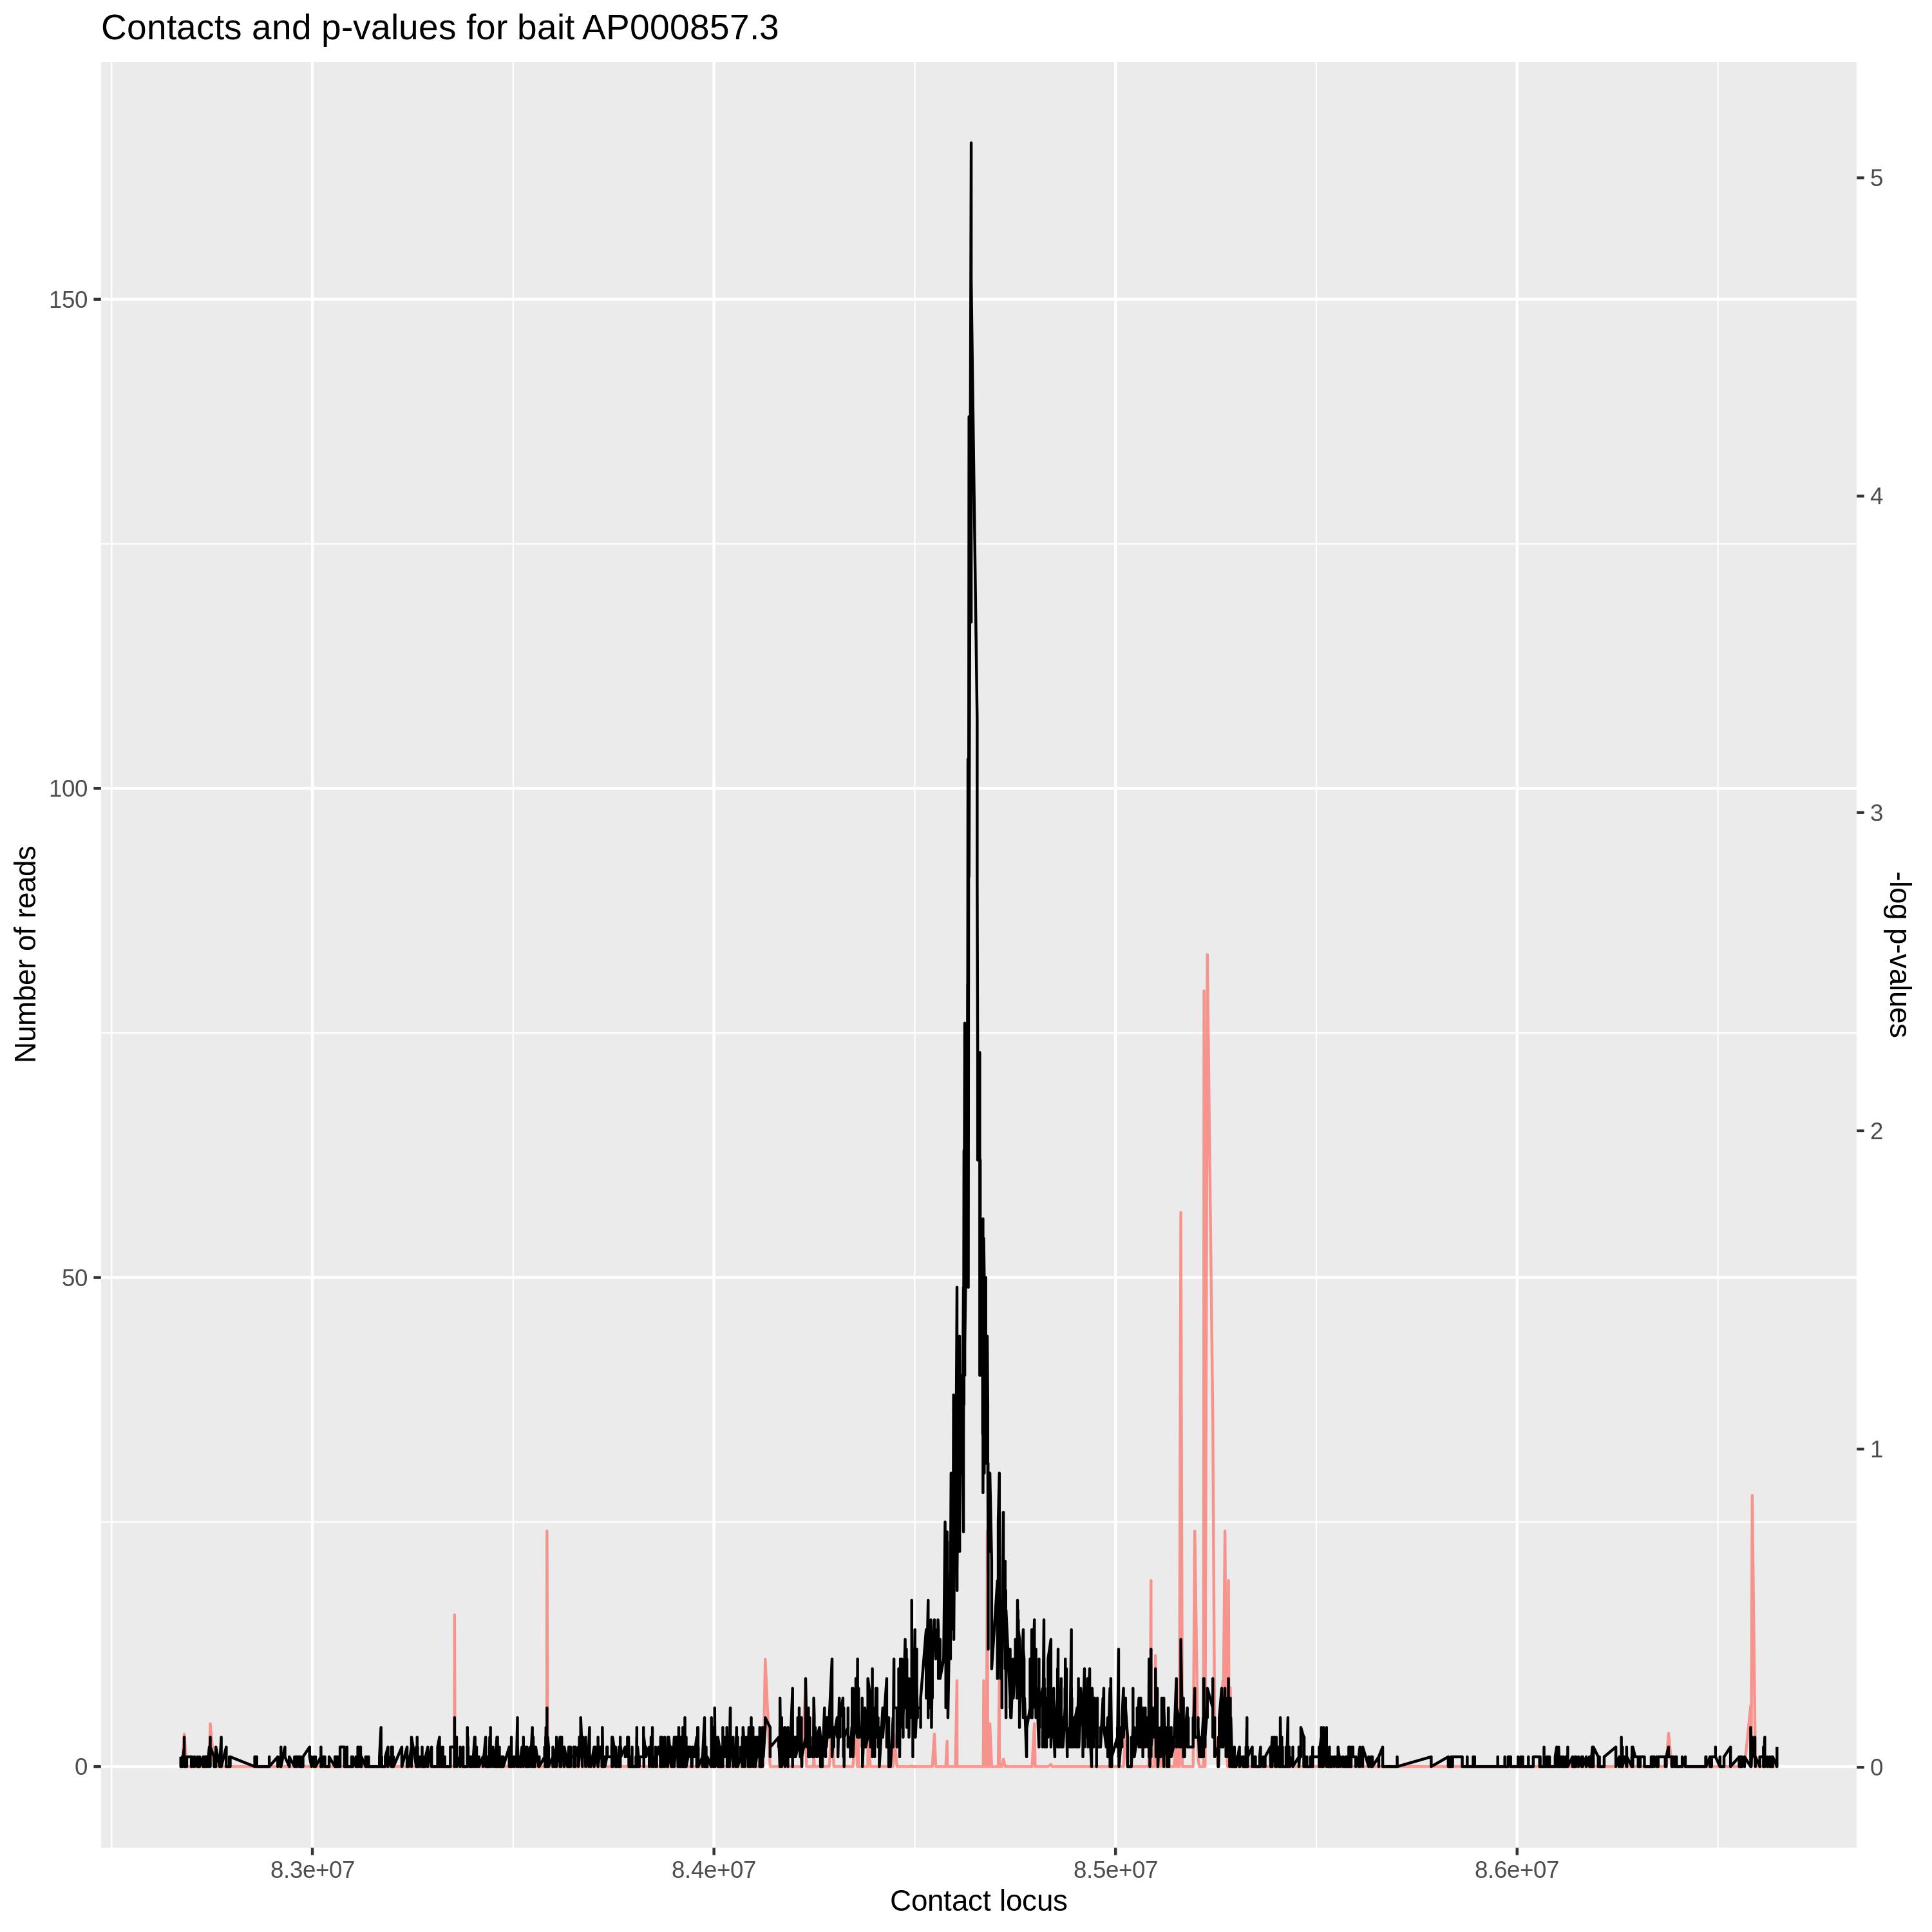 Contacts and p-values for bait AP000857.3
Number of reads
150
100
50
0
5
4
3
2
1
0
-log p-values
8.3e+07 8.4e+07 8.5e+07 8.6e+07
Contact locus